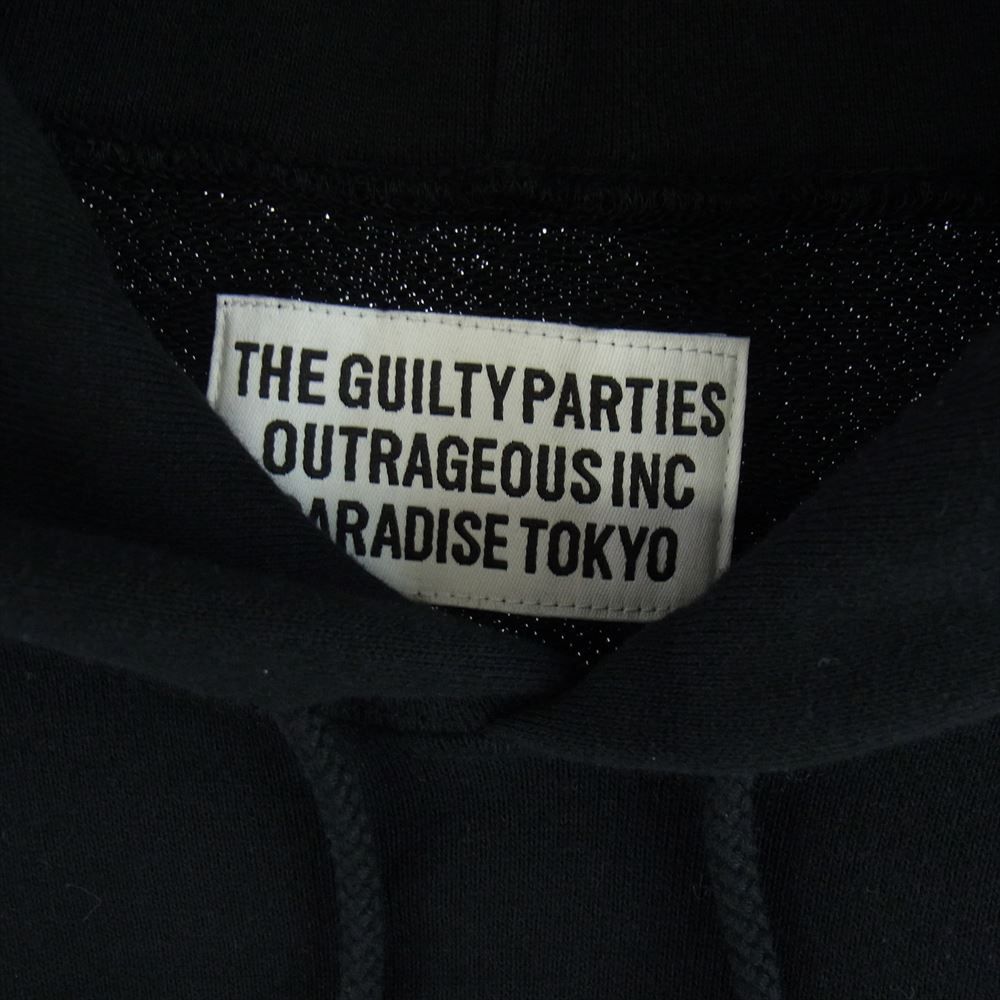 THE GUILTY PARTIES
OUTRAGEOUS INC
ARADISE TOKYO